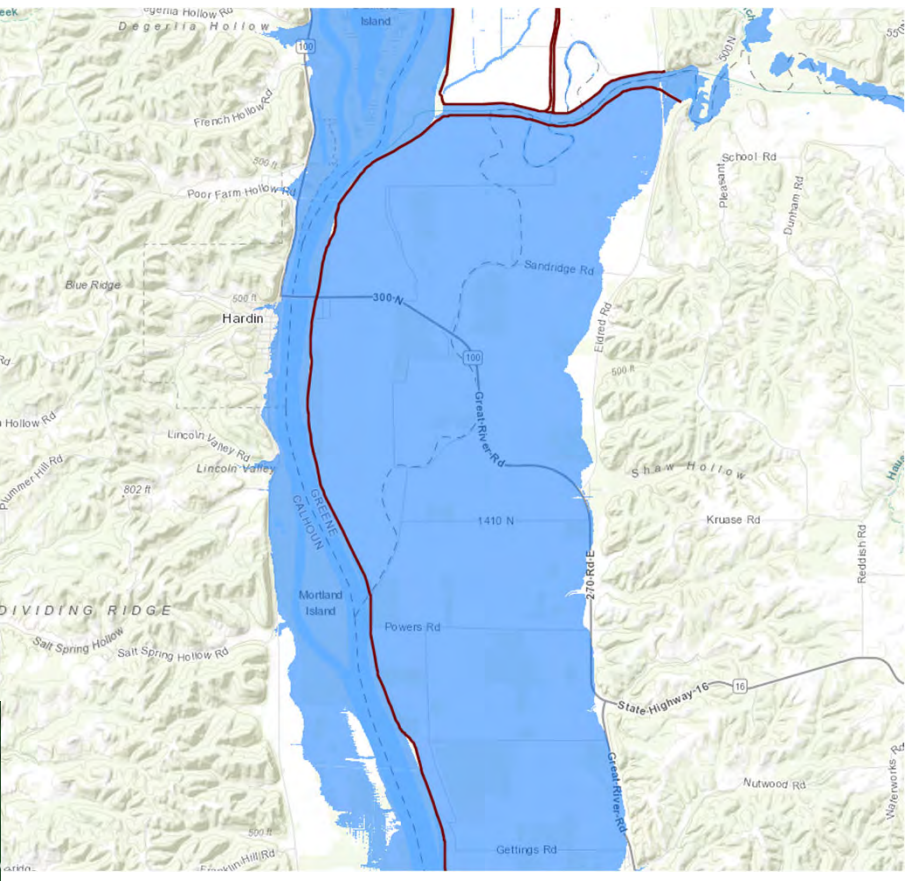 Island
Degerlia Hollow Rd
Degerlia Hollow
100
500 N
French Hollow Rd
500 ft
School Rd
Pleasant
Dunham Rd
Poor Farm Hollow Rd
Sandridge Rd
Blue Ridge
500 ft
300 N
Hardin
Eldred Rd
100
500 ft
Great River Rd
Hollow Rd
Lincoln Valley Rd
Lincoln Valley
Shaw Hollow
Plummer Hill Rd
802 ft
GREENE
CALHOUN
1410 N
Kruase Rd
Reddish Rd
270 Rd E
Mortland
Island
DIVIDING RIDGE
Powers Rd
Salt Spring Hollow
Salt Spring Hollow Rd
State Highway 16
16
Great River Rd
Nutwood Rd
Waterworks Rd
500 ft
Gettings Rd
Franklin Hill Rd